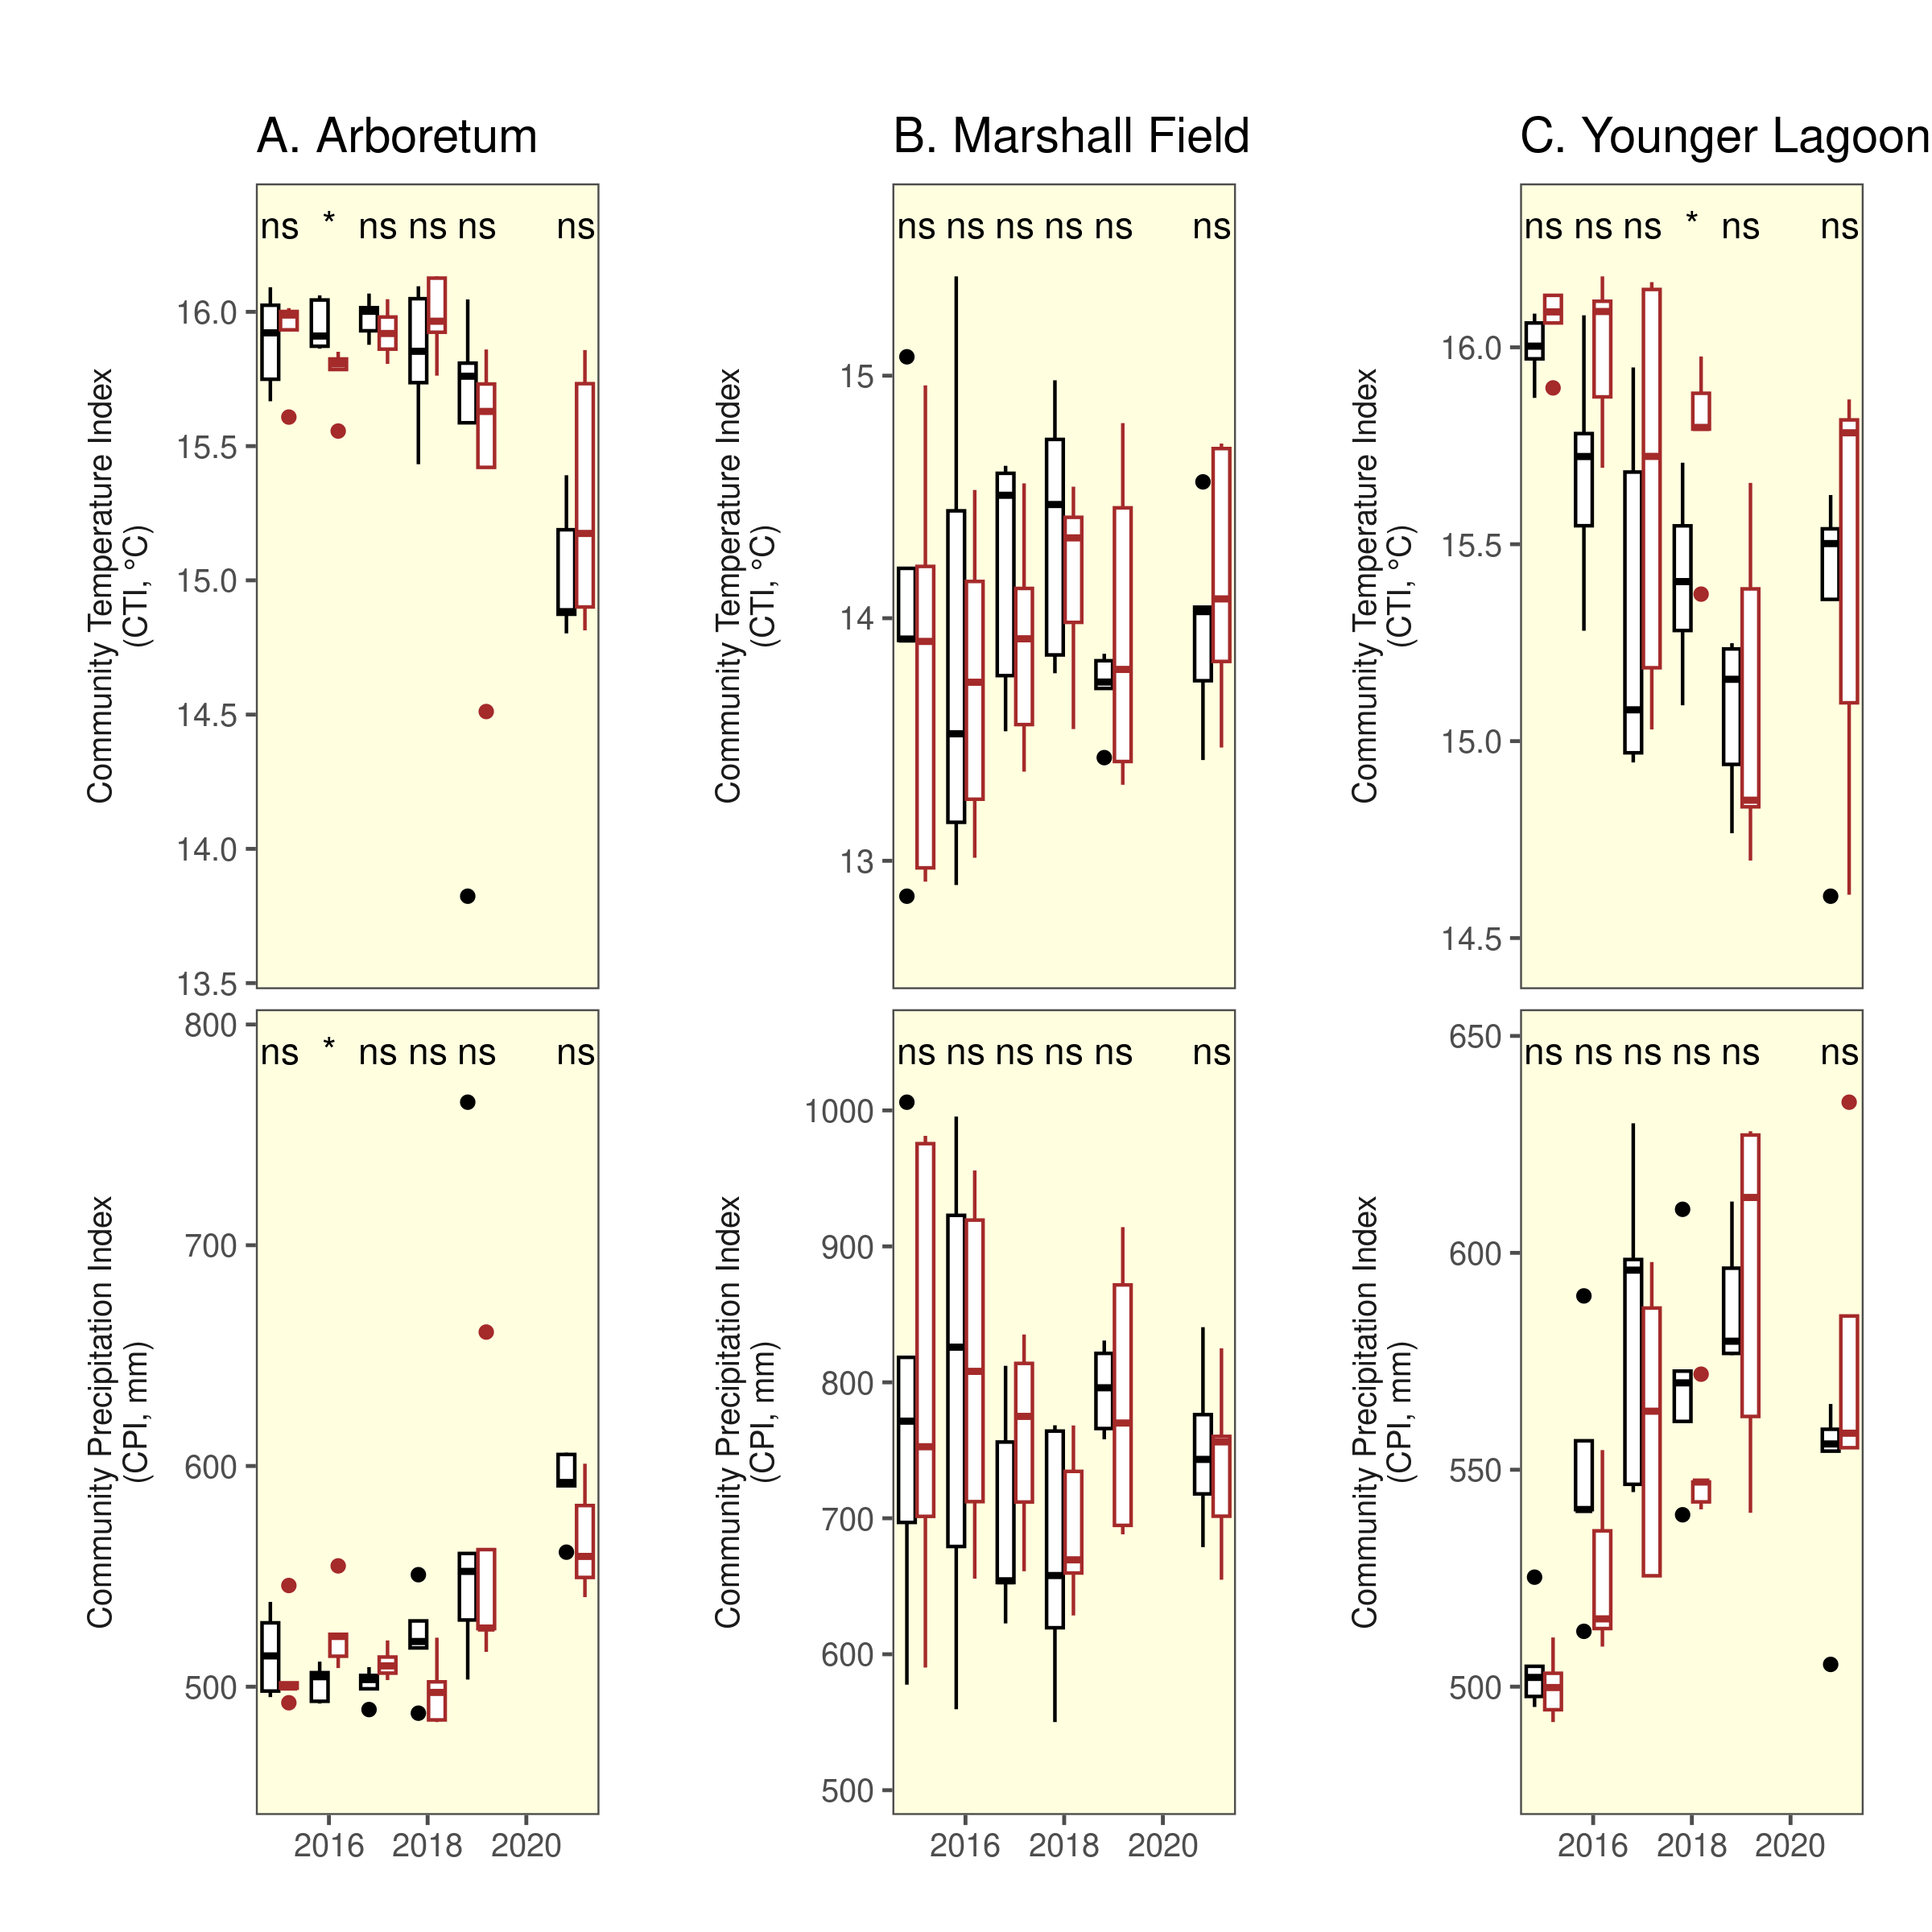 A. Arboretum
B. Marshall Field
C. Younger Lagoon
Community Temperature Index
(CTI, °C)
16.0
15.5
15.0
14.5
14.0
13.5
ns * ns ns ns ns
Community Temperature Index
(CTI, °C)
15
14
13
ns ns ns ns ns ns
Community Temperature Index
(CTI, °C)
16.0
15.5
15.0
14.5
ns ns ns * ns ns
Community Precipitation Index
(CPI, mm)
800
700
600
500
ns * ns ns ns ns
2016 2018 2020
Community Precipitation Index
(CPI, mm)
1000
900
800
700
600
500
ns ns ns ns ns ns
2016 2018 2020
Community Precipitation Index
(CPI, mm)
650
600
550
500
ns ns ns ns ns ns
2016 2018 2020